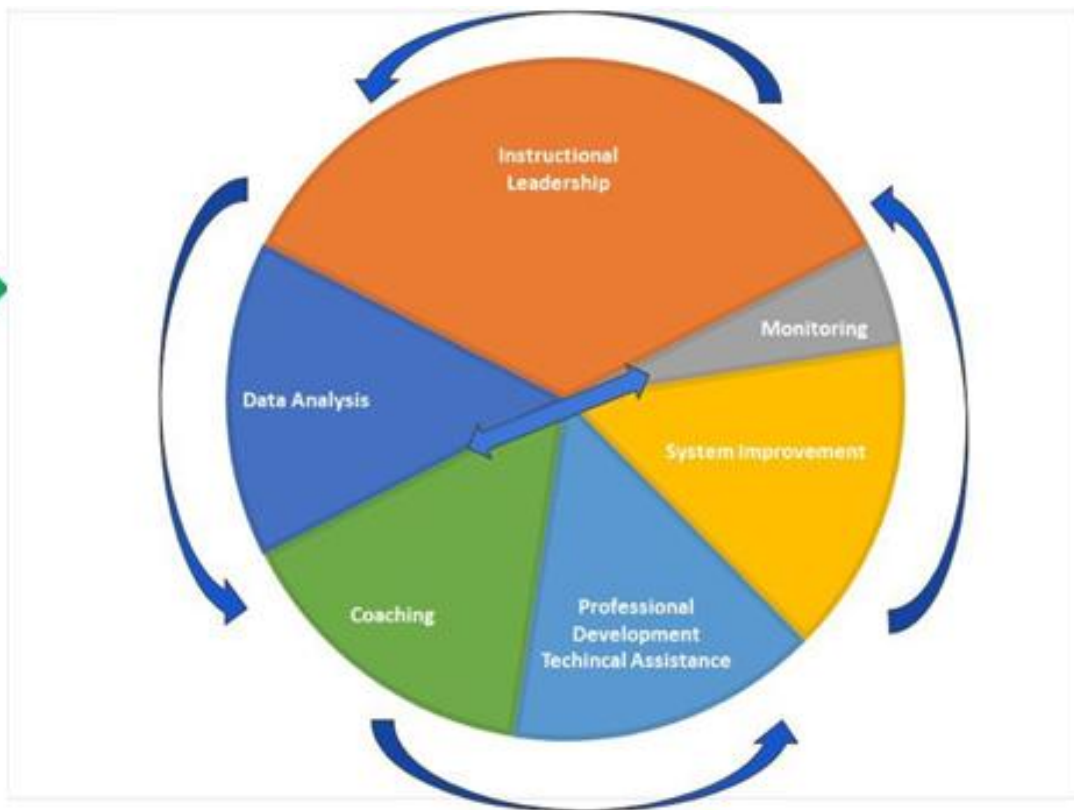 Instructional
Leadership
Monitoring
Data Analysis
System Improvement
Coaching
Professional
Development
Techincal Assistance